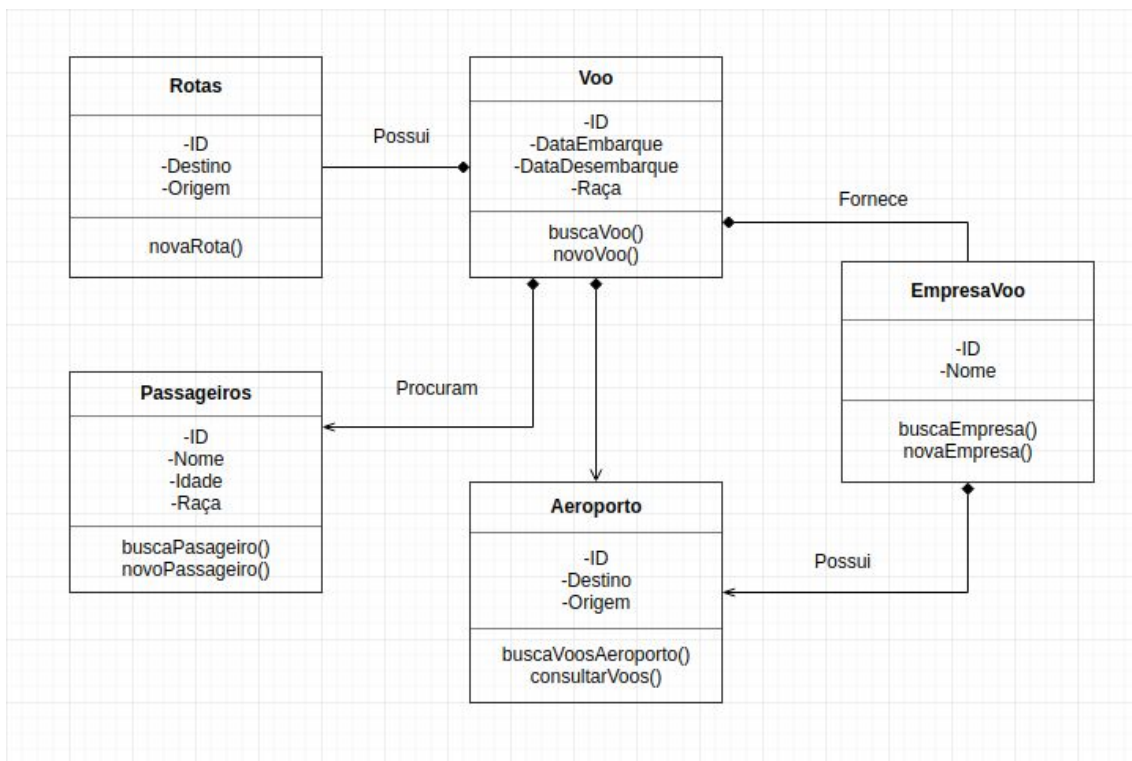 Rotas
-ID
-Destino
-Origem
novaRota()
Possui
Voo
-ID
-DataEmbarque
-DataDesembarque
-Raça
buscaVoo()
novoVoo()
Fornece
EmpresaVoo
-ID
-Nome
buscaEmpresa()
novaEmpresa()
Passageiros
-ID
-Nome
-Idade
-Raça
buscaPasageiro()
novoPassageiro()
Procuram
Aeroporto
-ID
-Destino
-Origem
buscaVoosAeroporto()
consultarVoos()
Possui